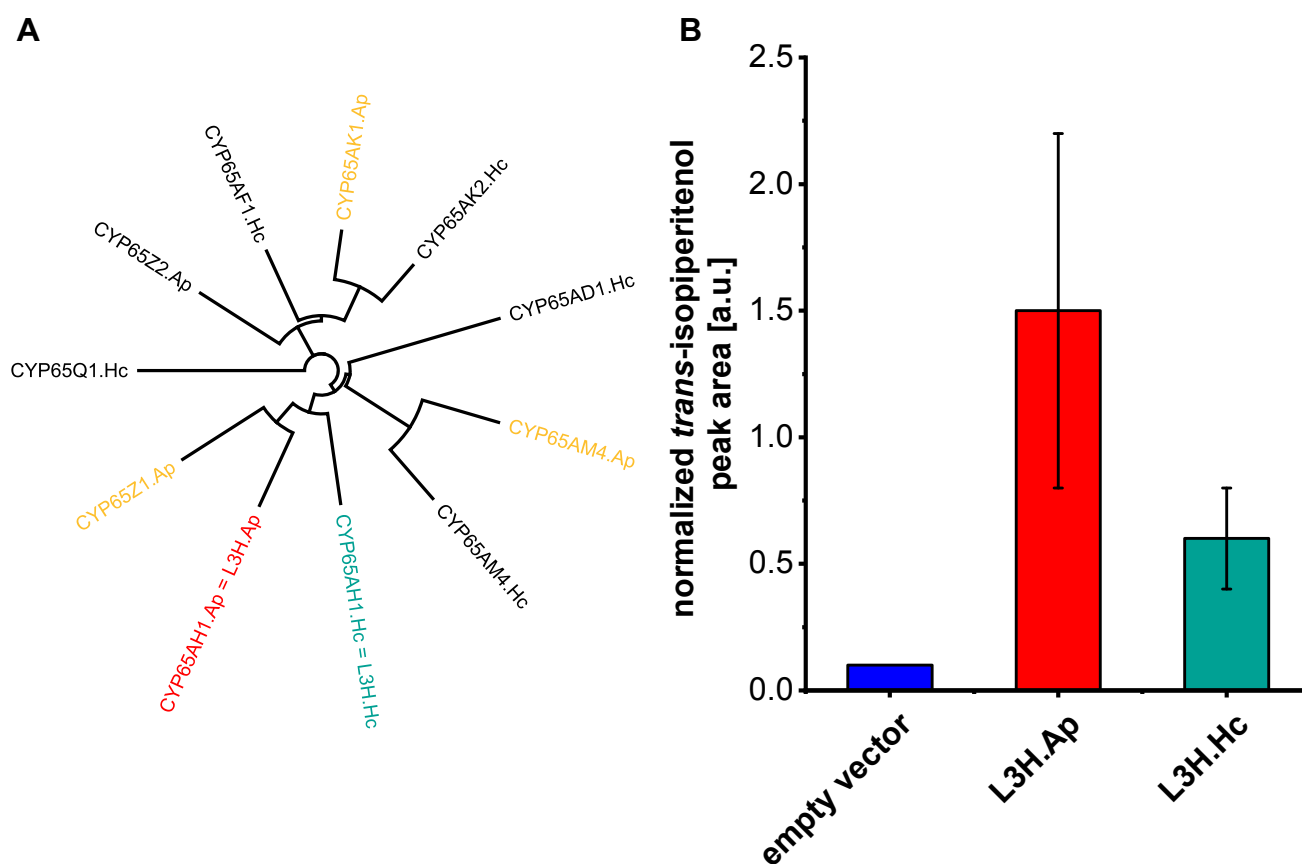 A
CYP65AF1.Hc
CYP65AK1.Ap
CYP65AK2.Hc
CYP65Z2.Ap
CYP65AD1.Hc
CYP65Q1.Hc
CYP65AM4.Ap
CYP65Z1.Ap
CYP65AM4.Hc
CYP65AH1.Ap = L3H.Ap
CYP65AH1.Hc = L3H.Hc
B
normalized trans-isopiperitenol
peak area [a.u.]
2.5
2.0
1.5
1.0
0.5
0.0
empty vector
L3H.Ap
L3H.Hc